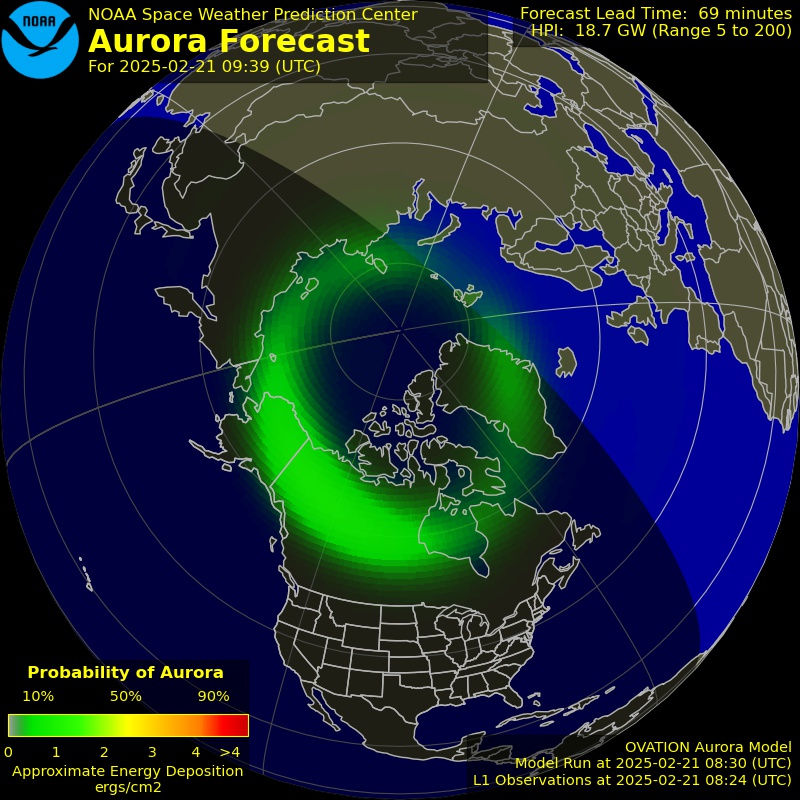 NOAA
NOAA Space Weather Prediction Center
Aurora Forecast
For 2025-02-21 09:39 (UTC)
Forecast Lead Time: 69 minutes
HPI: 18.7 GW (Range 5 to 200)
Probability of Aurora
10% 50% 90%
0 1 2 3 4 >4
Approximate Energy Deposition
ergs/cm2
OVATION Aurora Model
Model Run at 2025-02-21 08:30 (UTC)
L1 Observations at 2025-02-21 08:24 (UTC)